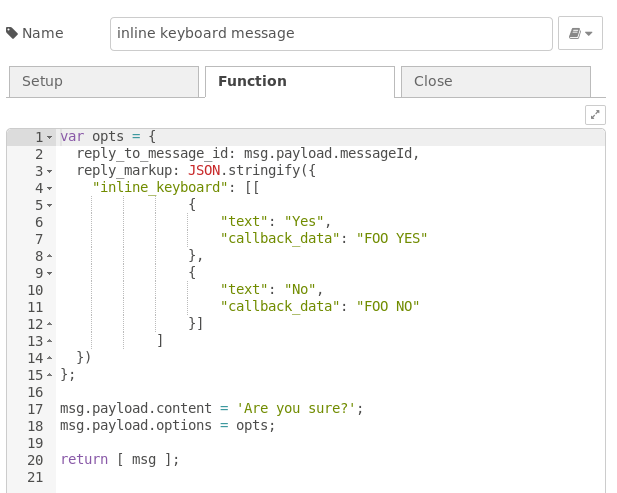 Name inline keyboard message
Setup Function Close
1 var opts = {
2   reply_to_message_id: msg.payload.messageId,
3   reply_markup: JSON.stringify({
4     "inline_keyboard": [[
5                 {
6                     "text": "Yes",
7                     "callback_data": "FOO YES"
8                 },
9                 {
10                     "text": "No",
11                     "callback_data": "FOO NO"
12                 }]
13             ]
14   })
15 };
16
17 msg.payload.content = 'Are you sure?';
18 msg.payload.options = opts;
19
20 return [ msg ];
21